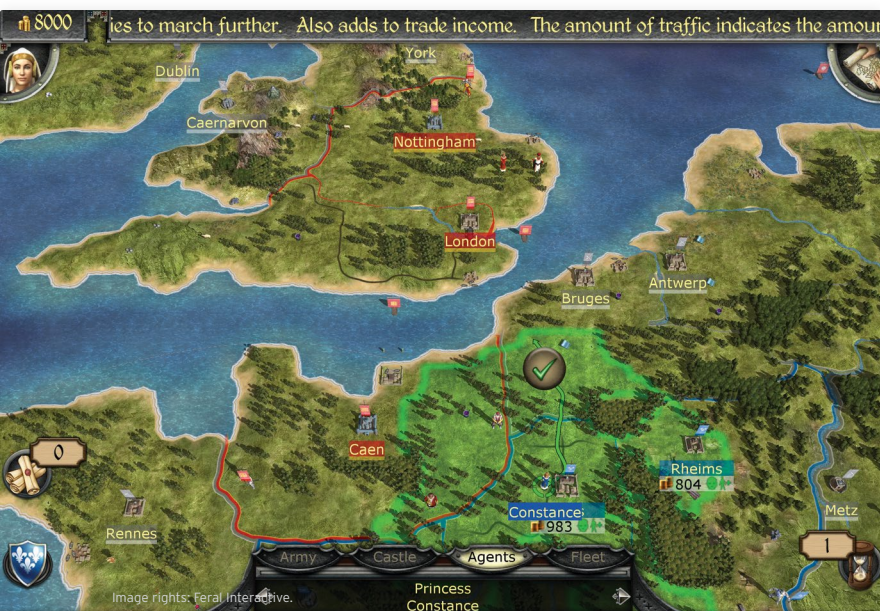 8000
ies to march further. Also adds to trade income. The amount of traffic indicates the amour
York
Dublin
Caernarvon
Nottingham
London
Antwerp
Bruges
Caen
Rheims
804
0
Constance
983
Metz
Rennes
1
Army
Castle
Agents
Fleet
Princess
Constance
Image rights: Feral Interactive.